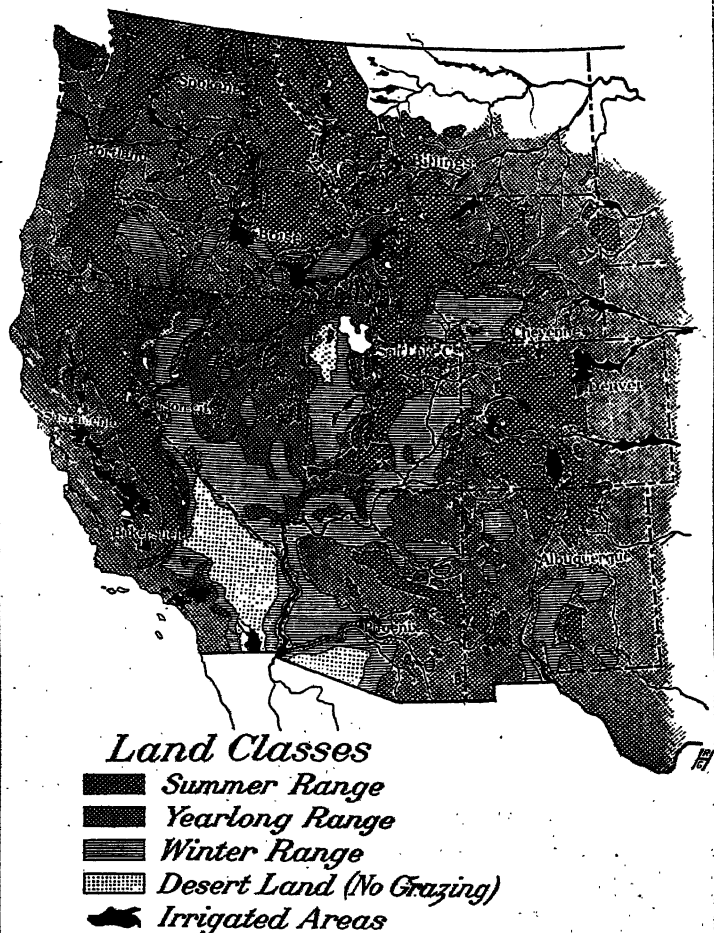 Spokane
Portland
Billings
Boise
Cheyenne
Salt Lake C.
Denver
Sacramento
Bakersfield
Albuquerque
Phoenix
Land Classes
Summer Range
Yearlong Range
Winter Range
Desert Land (No Grazing)
Irrigated Areas